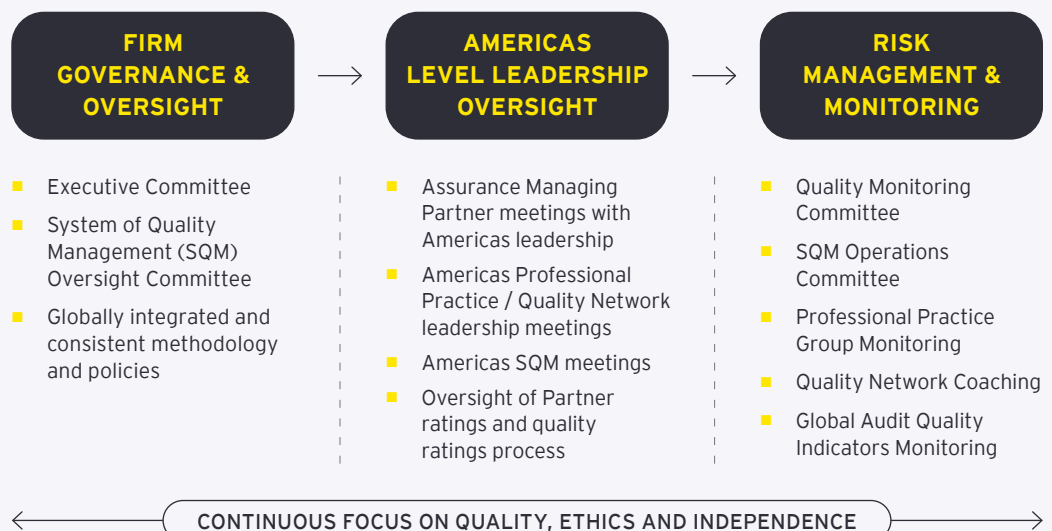 FIRM
GOVERNANCE &
OVERSIGHT
Executive Committee
System of Quality
Management (SQM)
Oversight Committee
Globally integrated and
consistent methodology
and policies
AMERICAS
LEVEL LEADERSHIP
OVERSIGHT
Assurance Managing
Partner meetings with
Americas leadership
Americas Professional
Practice / Quality Network
leadership meetings
Americas SQM meetings
Oversight of Partner
ratings and quality
ratings process
RISK
MANAGEMENT &
MONITORING
Quality Monitoring
Committee
SQM Operations
Committee
Professional Practice
Group Monitoring
Quality Network Coaching
Global Audit Quality
Indicators Monitoring
CONTINUOUS FOCUS ON QUALITY, ETHICS AND INDEPENDENCE